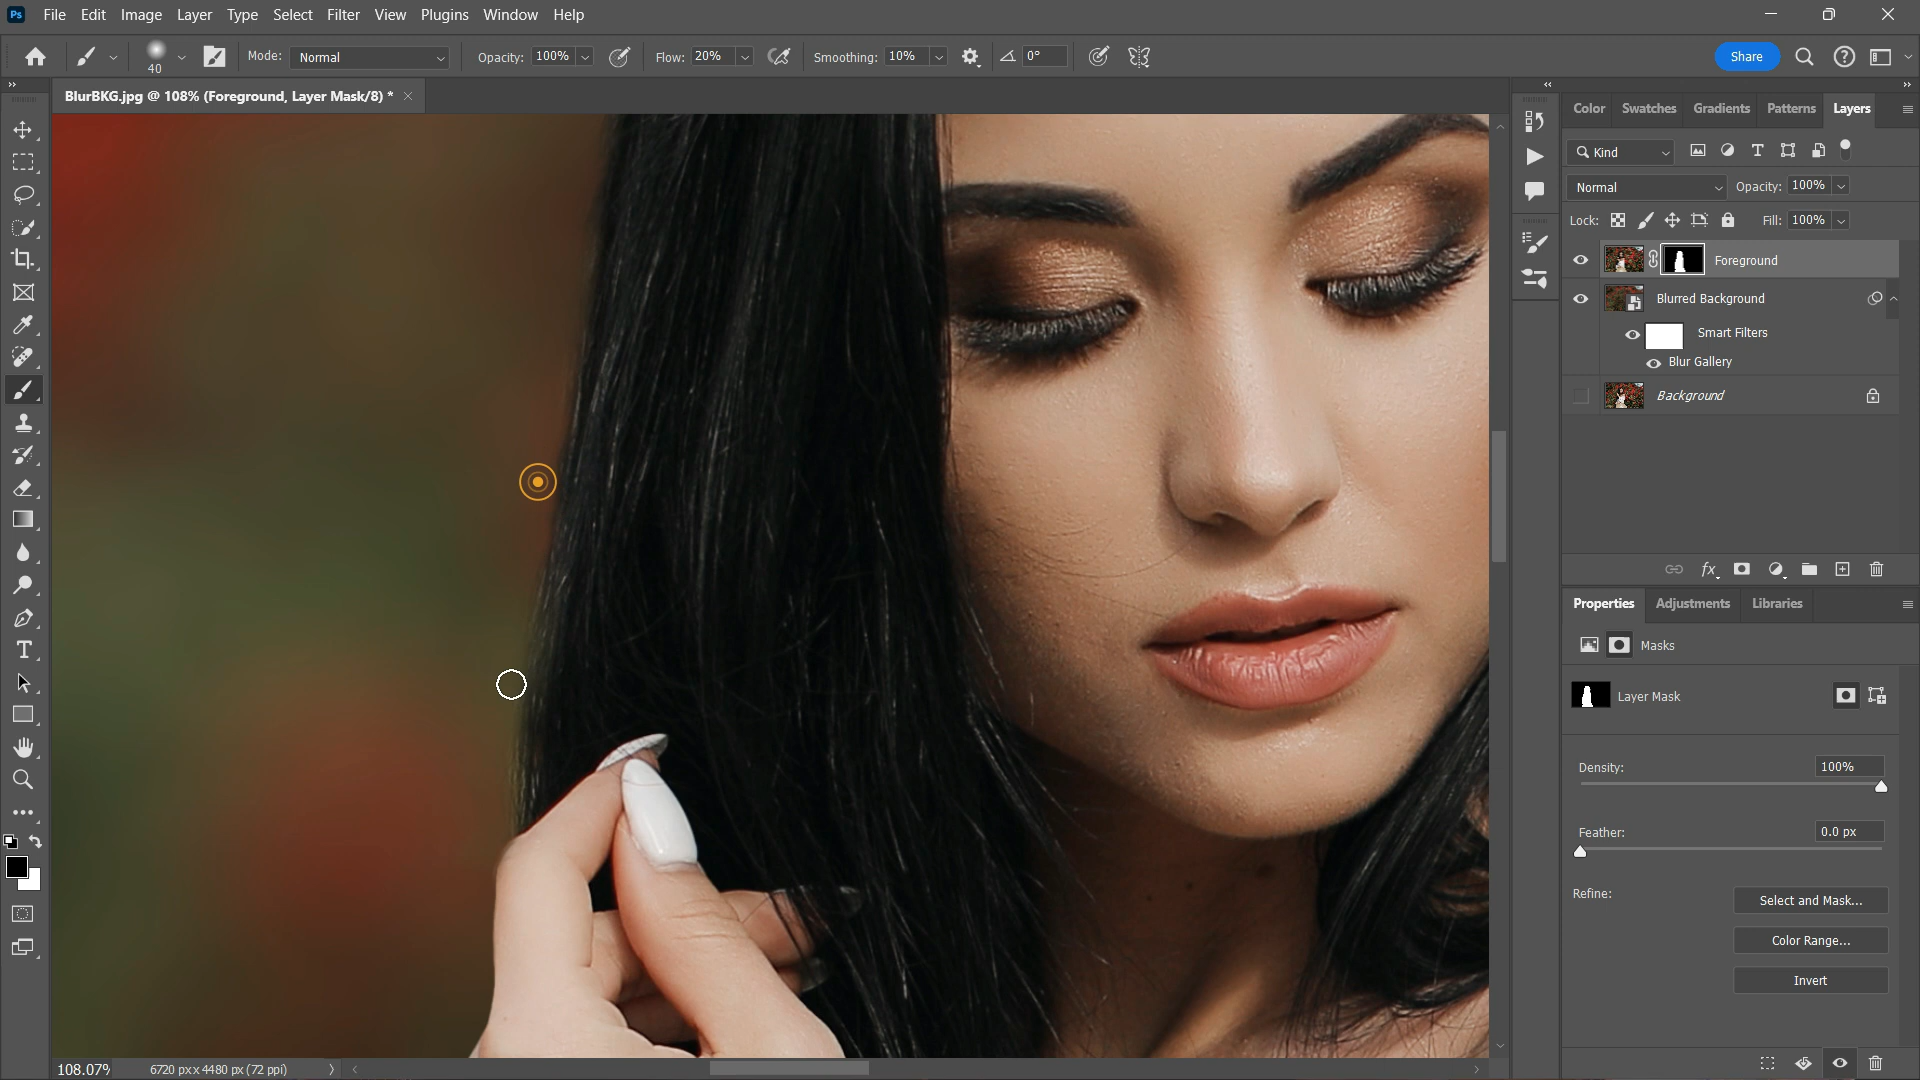 Ps File Edit Image Layer Type Select Filter View Plugins Window Help
40 Mode: Normal Opacity: 100% Flow: 20% Smoothing: 10% 0° Share
BlurBKG.jpg @ 108% (Foreground, Layer Mask/8) *
Color Swatches Gradients Patterns Layers
Kind
Normal Opacity: 100%
Lock: Fill: 100%
Foreground
Blurred Background
Smart Filters
Blur Gallery
Background
fx
Properties Adjustments Libraries
Masks
Layer Mask
Density: 100%
Feather: 0.0 px
Refine: Select and Mask...
Color Range...
Invert
108.07% 6720 px x 4480 px (72 ppi)